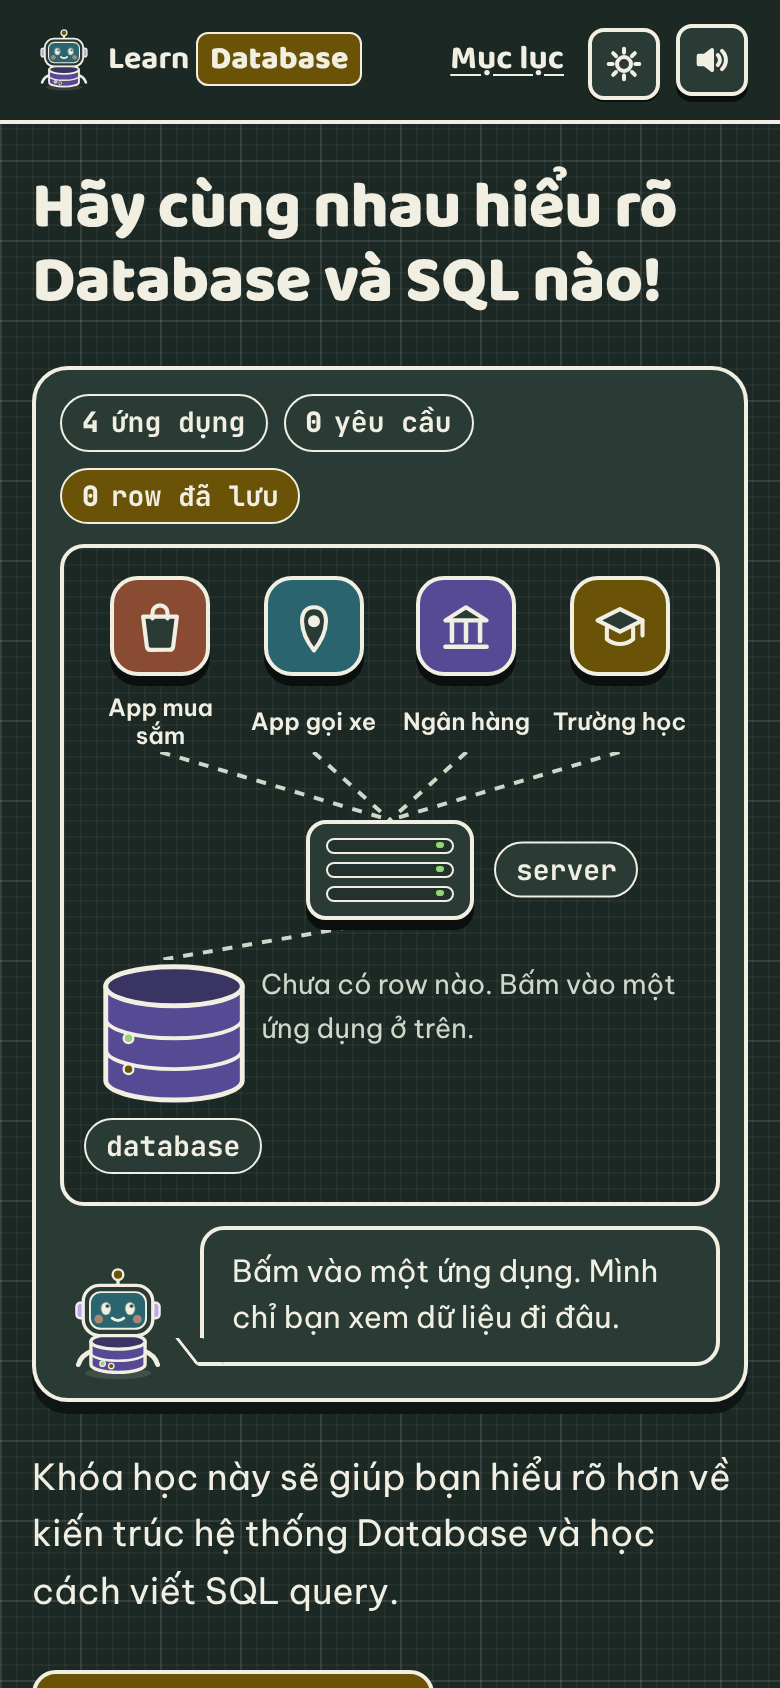 Learn Database
Mục lục
Hãy cùng nhau hiểu rõ
Database và SQL nào!
4 ứng dụng
0 yêu cầu
0 row đã lưu
App mua
sắm
App gọi xe
Ngân hàng
Trường học
server
Chưa có row nào. Bấm vào một
ứng dụng ở trên.
database
Bấm vào một ứng dụng. Mình
chỉ bạn xem dữ liệu đi đâu.
Khóa học này sẽ giúp bạn hiểu rõ hơn về
kiến trúc hệ thống Database và học
cách viết SQL query.